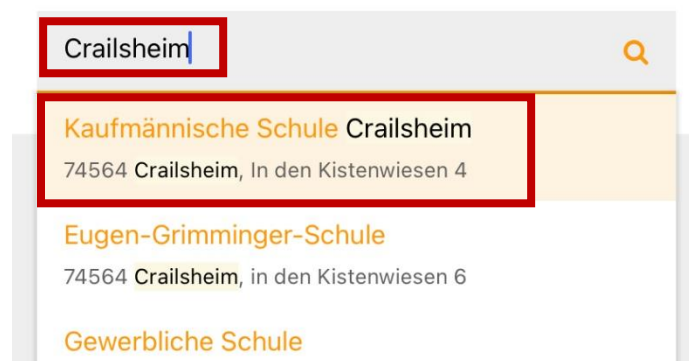 Crailsheim
Kaufmännische Schule Crailsheim
74564 Crailsheim, In den Kistenwiesen 4
Eugen-Grimminger-Schule
74564 Crailsheim, in den Kistenwiesen 6
Gewerbliche Schule